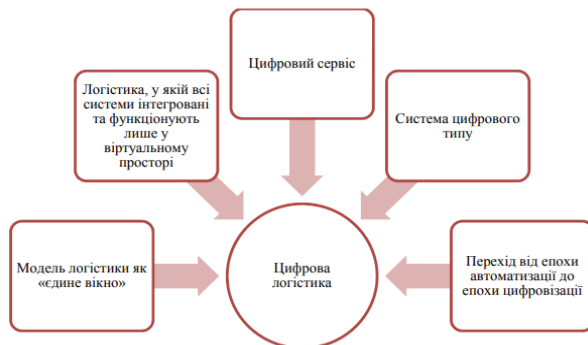 Цифровий сервіс
Логістика, у якій всі
системи інтегровані
та функціонують
лише у
віртуальному
просторі
Система цифрового
типу
Модель логістики як
«єдине вікно»
Цифрова
логістика
Перехід від епохи
автоматизації до
епохи цифровізації